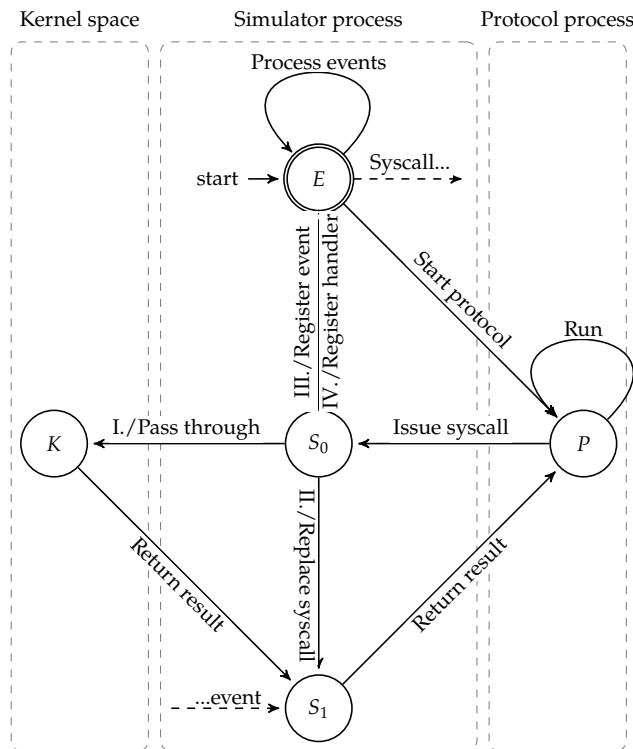 Kernel space
Simulator process
Protocol process
Process events
start
E
Syscall...
III./Register event
IV./Register handler
Start protocol
Run
K
I./Pass through
S0
Issue syscall
P
Return result
II./Replace syscall
Return result
...event
S1